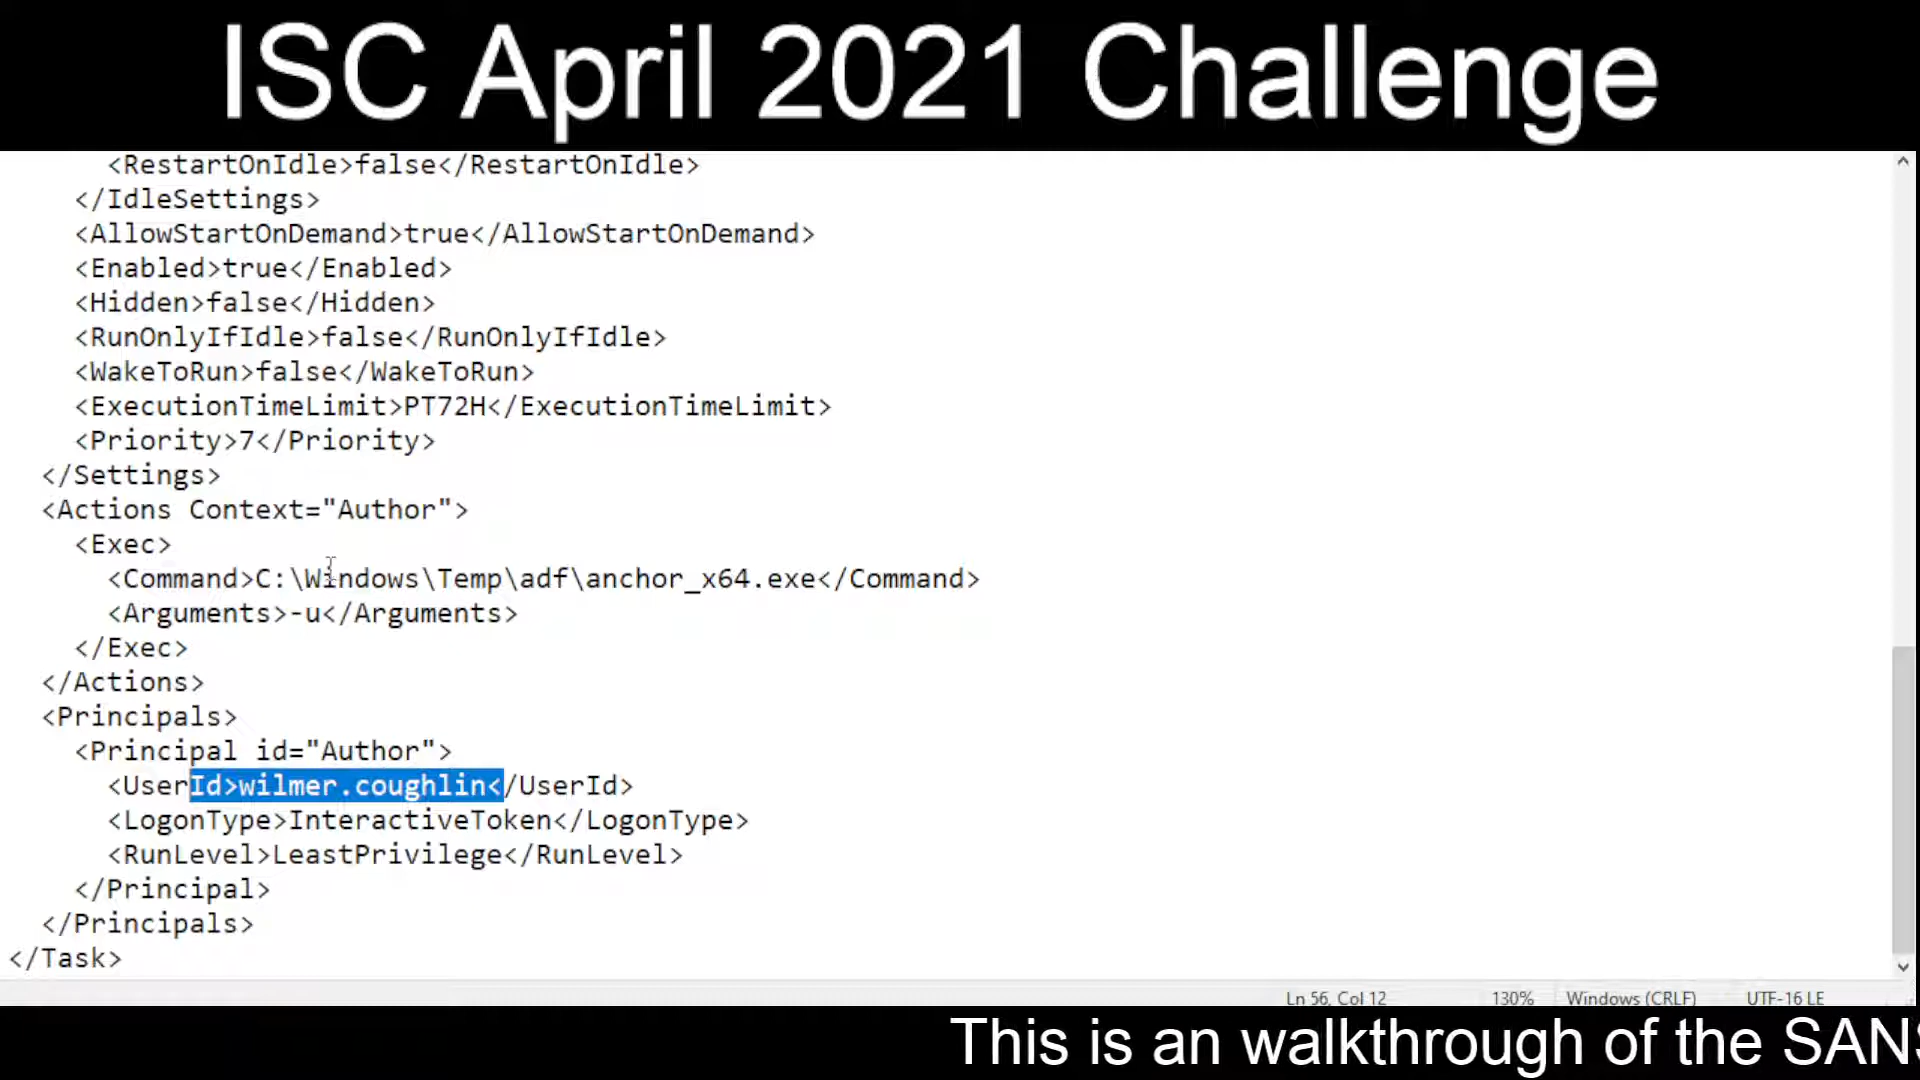 ISC April 2021 Challenge
<RestartOnIdle>false</RestartOnIdle>
</IdleSettings>
<AllowStartOnDemand>true</AllowStartOnDemand>
<Enabled>true</Enabled>
<Hidden>false</Hidden>
<RunOnlyIfIdle>false</RunOnlyIfIdle>
<WakeToRun>false</WakeToRun>
<ExecutionTimeLimit>PT72H</ExecutionTimeLimit>
<Priority>7</Priority>
</Settings>
<Actions Context="Author">
<Exec>
<Command>C:\Windows\Temp\adf\anchor_x64.exe</Command>
<Arguments>-u</Arguments>
</Exec>
</Actions>
<Principals>
<Principal id="Author">
<UserId>wilmer.coughlin</UserId>
<LogonType>InteractiveToken</LogonType>
<RunLevel>LeastPrivilege</RunLevel>
</Principal>
</Principals>
</Task>
Ln 56, Col 12 130% Windows (CRLF) UTF-16 LE
This is an walkthrough of the SANS